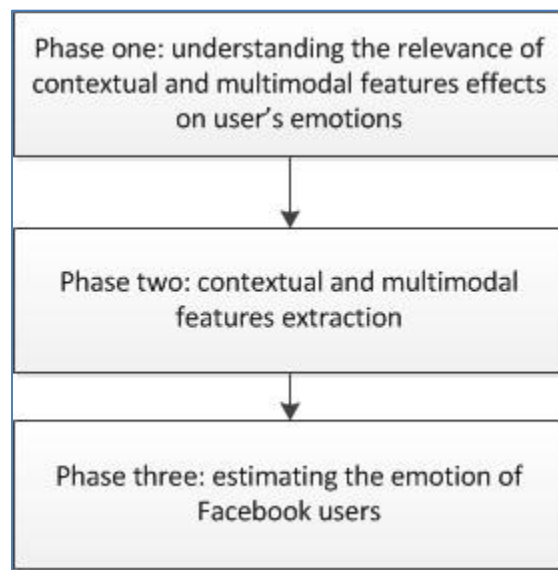 Phase one: understanding the relevance of
contextual and multimodal features effects
on user's emotions
Phase two: contextual and multimodal
features extraction
Phase three: estimating the emotion of
Facebook users